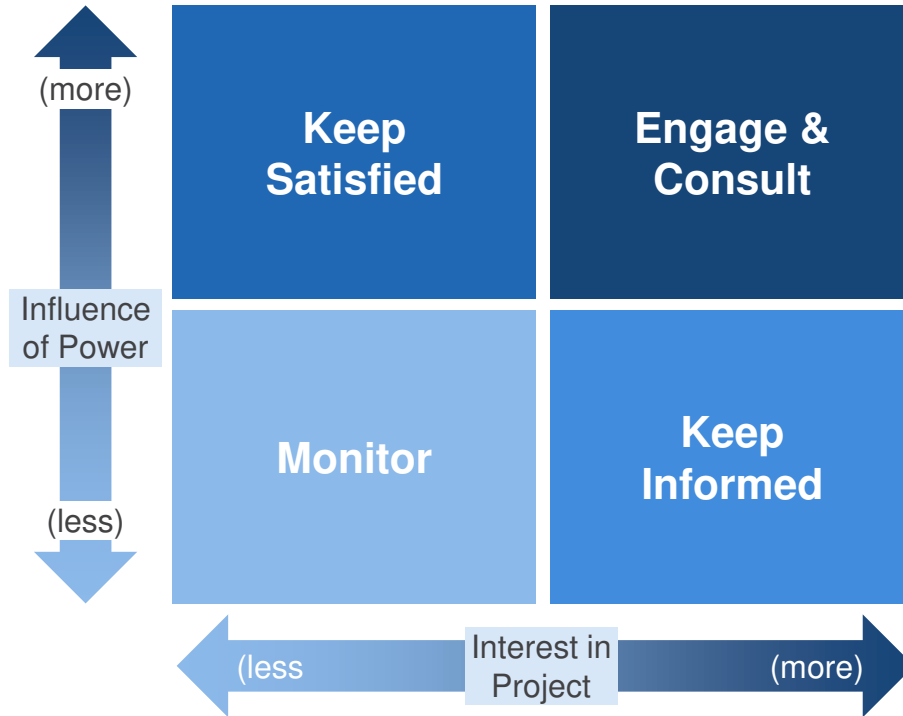 (more)
Keep
Satisfied
Engage &
Consult
Influence
of Power
Monitor
Keep
Informed
(less)
(less
Interest in
Project
(more)